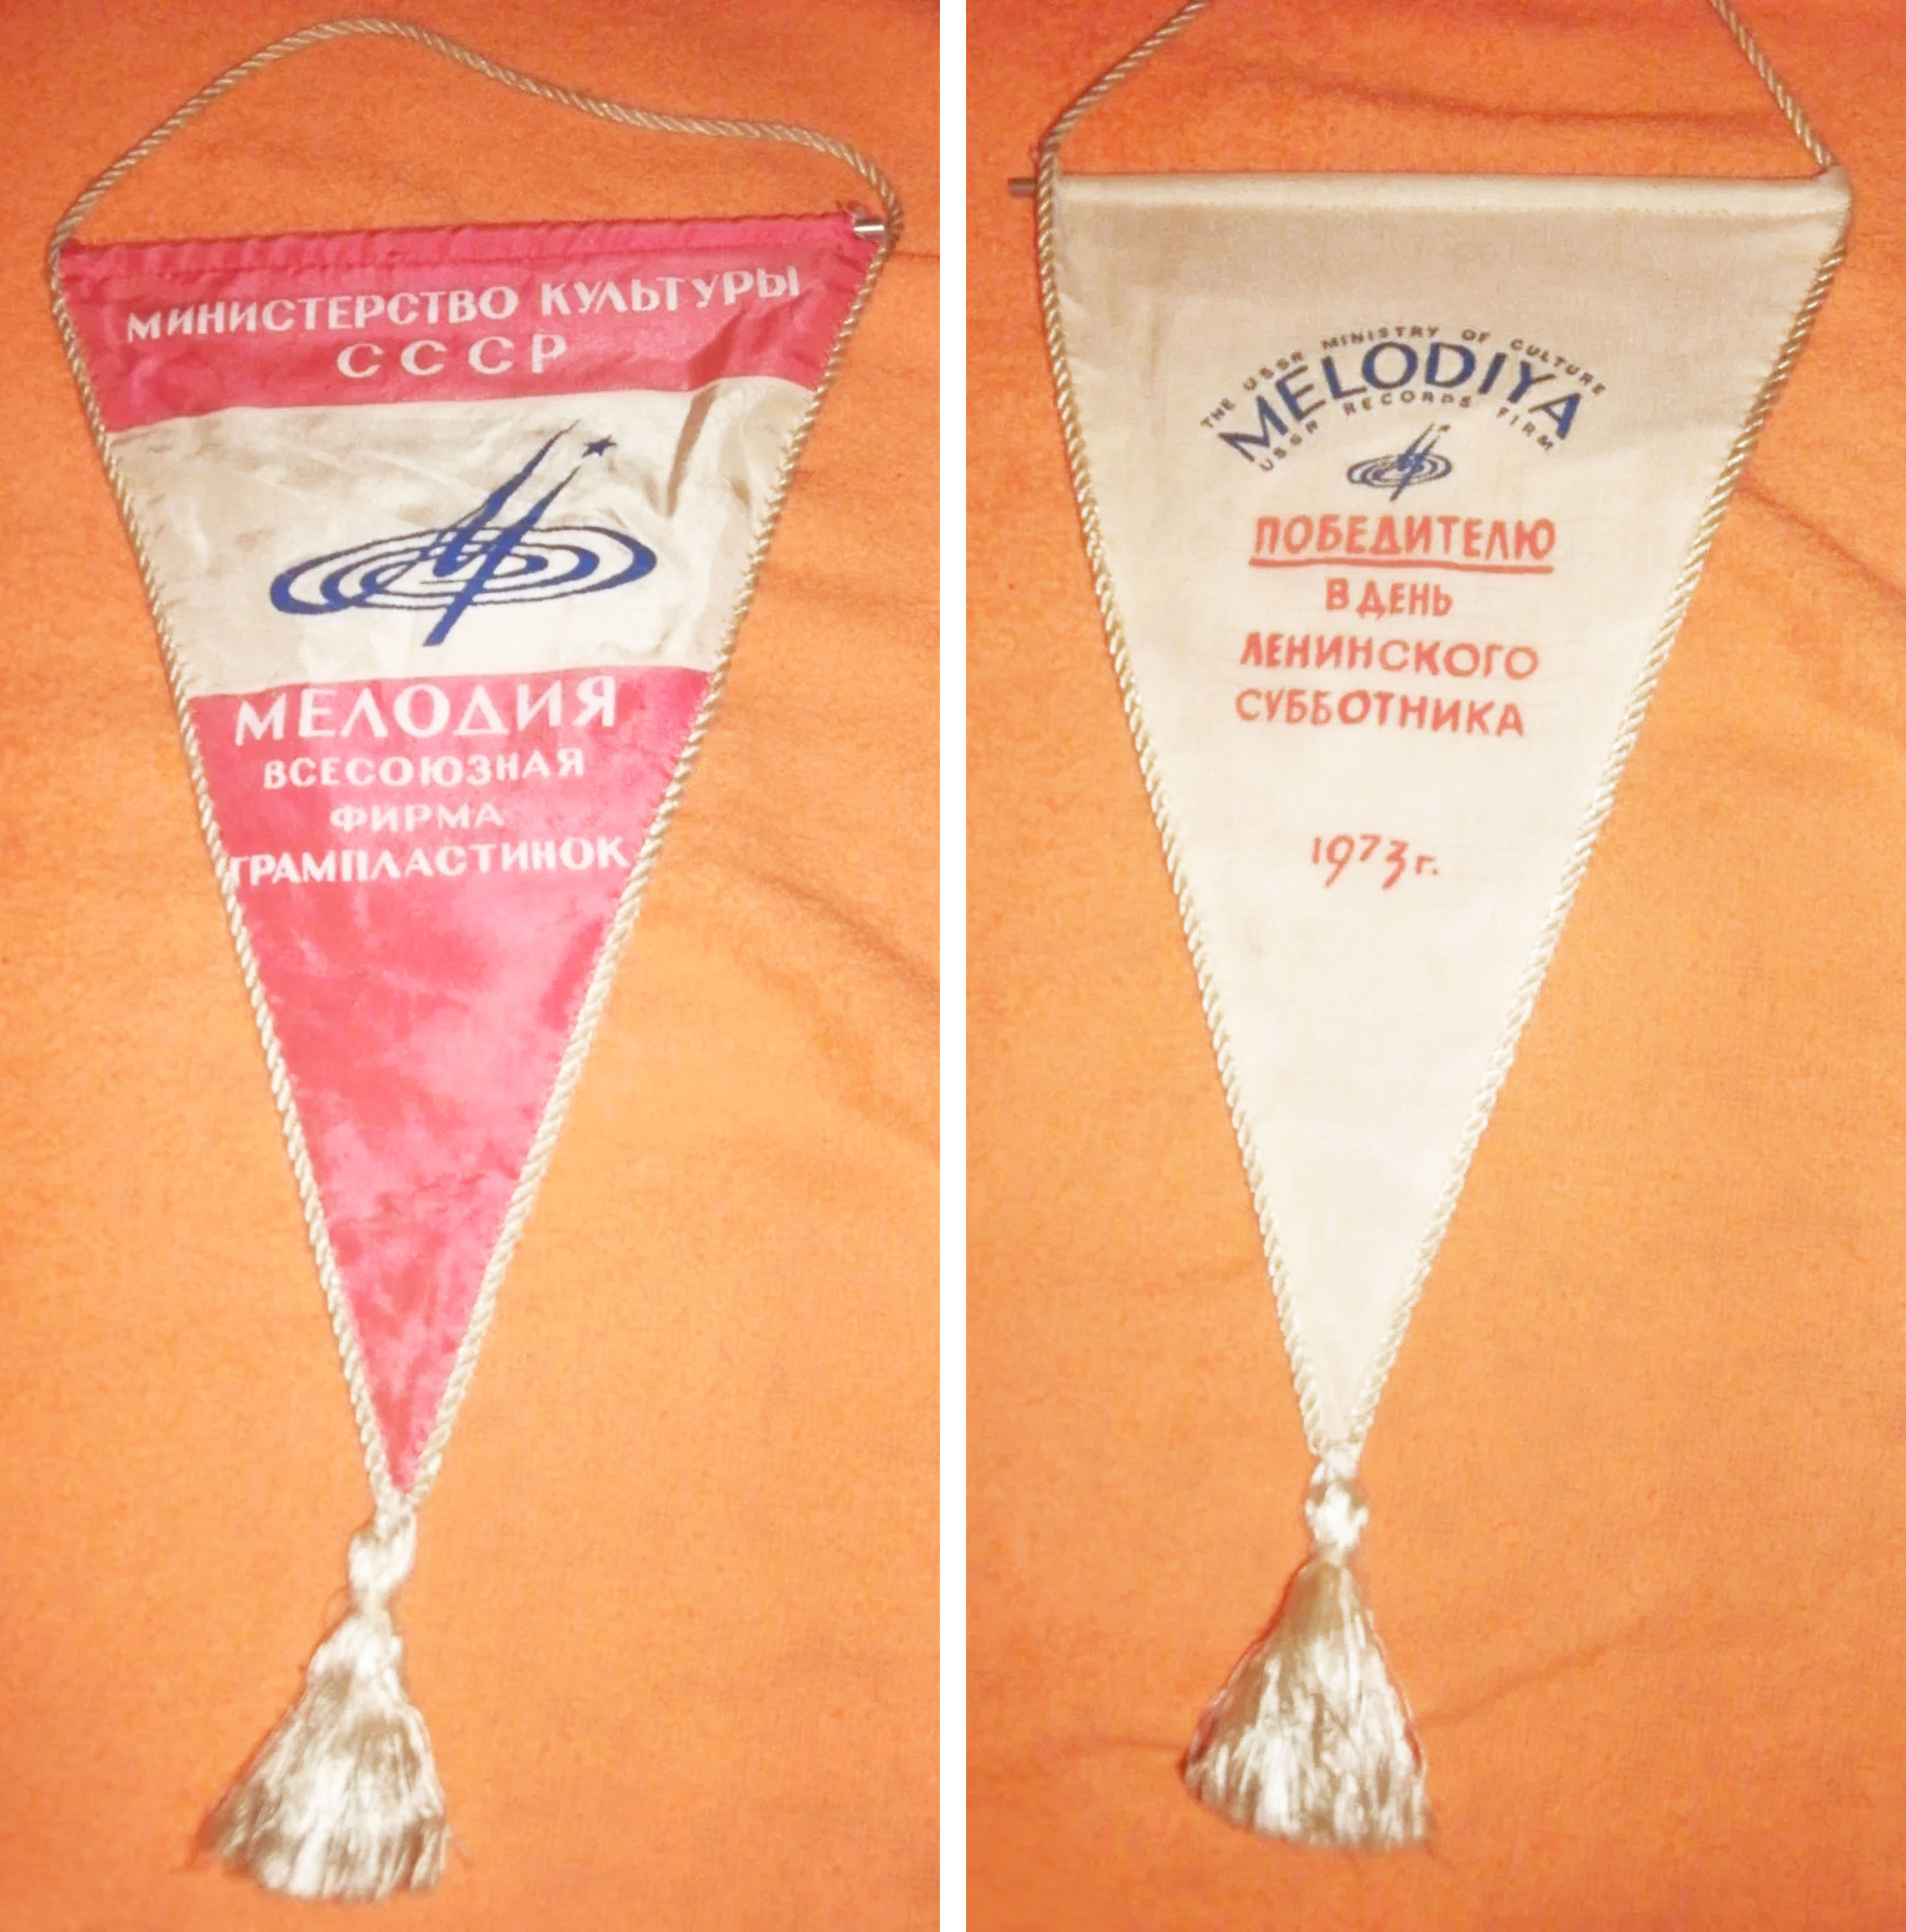 МИНИСТЕРСТВО КУЛЬТУРЫ
СССР
МЕЛОДИЯ
ВСЕСОЮЗНАЯ
ФИРМА
ГРАМПЛАСТИНОК
THE USSR MINISTRY OF CULTURE
MELODIYA
USSR RECORDS FIRM
ПОБЕДИТЕЛЮ
В ДЕНЬ
ЛЕНИНСКОГО
СУББОТНИКА
1973 г.